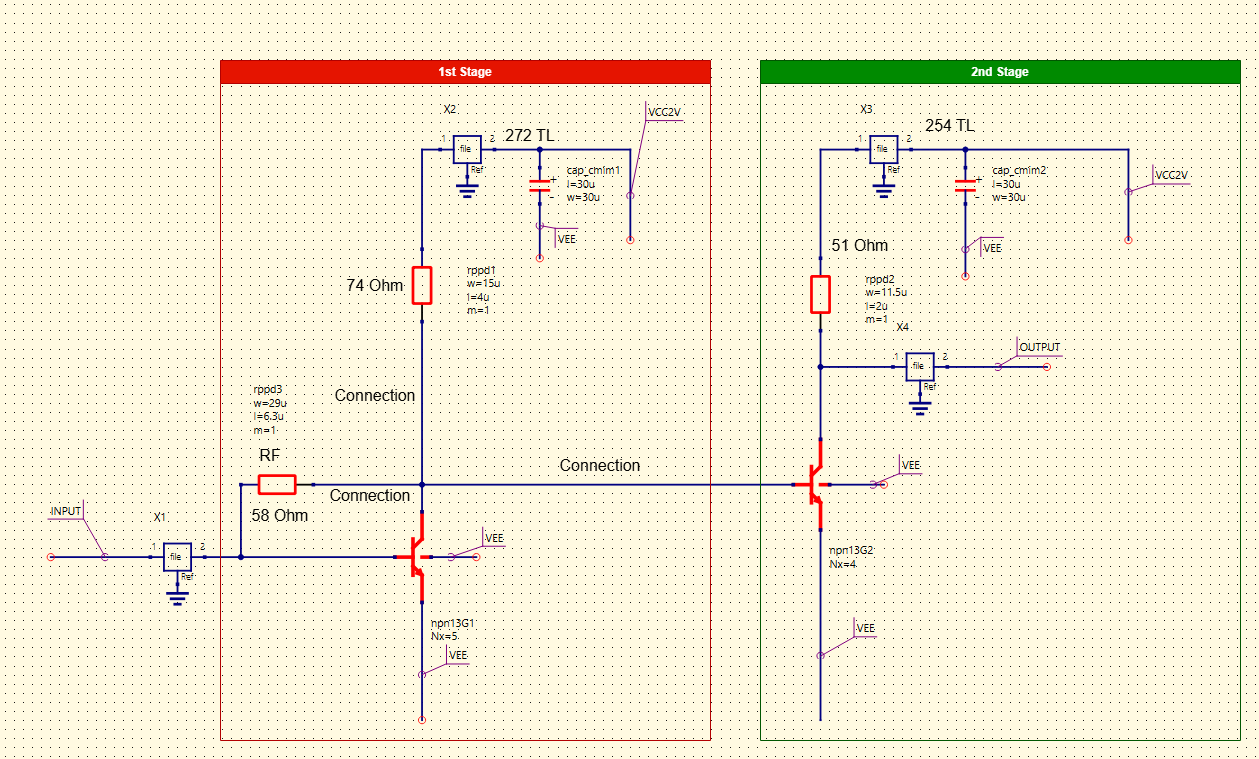 1st Stage
X2
1
2
file
Ref
272 TL
VCC2V
cap_cmim1
l=30u
w=30u
+
-
VEE
74 Ohm
rppd1
w=15u
l=4u
m=1
Connection
rppd3
w=29u
l=6.3u
m=1
RF
Connection
58 Ohm
Connection
INPUT
X1
1
2
file
Ref
VEE
npn13G1
Nx=5
VEE
2nd Stage
X3
1
2
file
Ref
254 TL
cap_cmim2
l=30u
w=30u
+
-
VCC2V
VEE
51 Ohm
rppd2
w=11.5u
l=2u
m=1
X4
1
2
file
Ref
OUTPUT
VEE
npn13G2
Nx=4
VEE